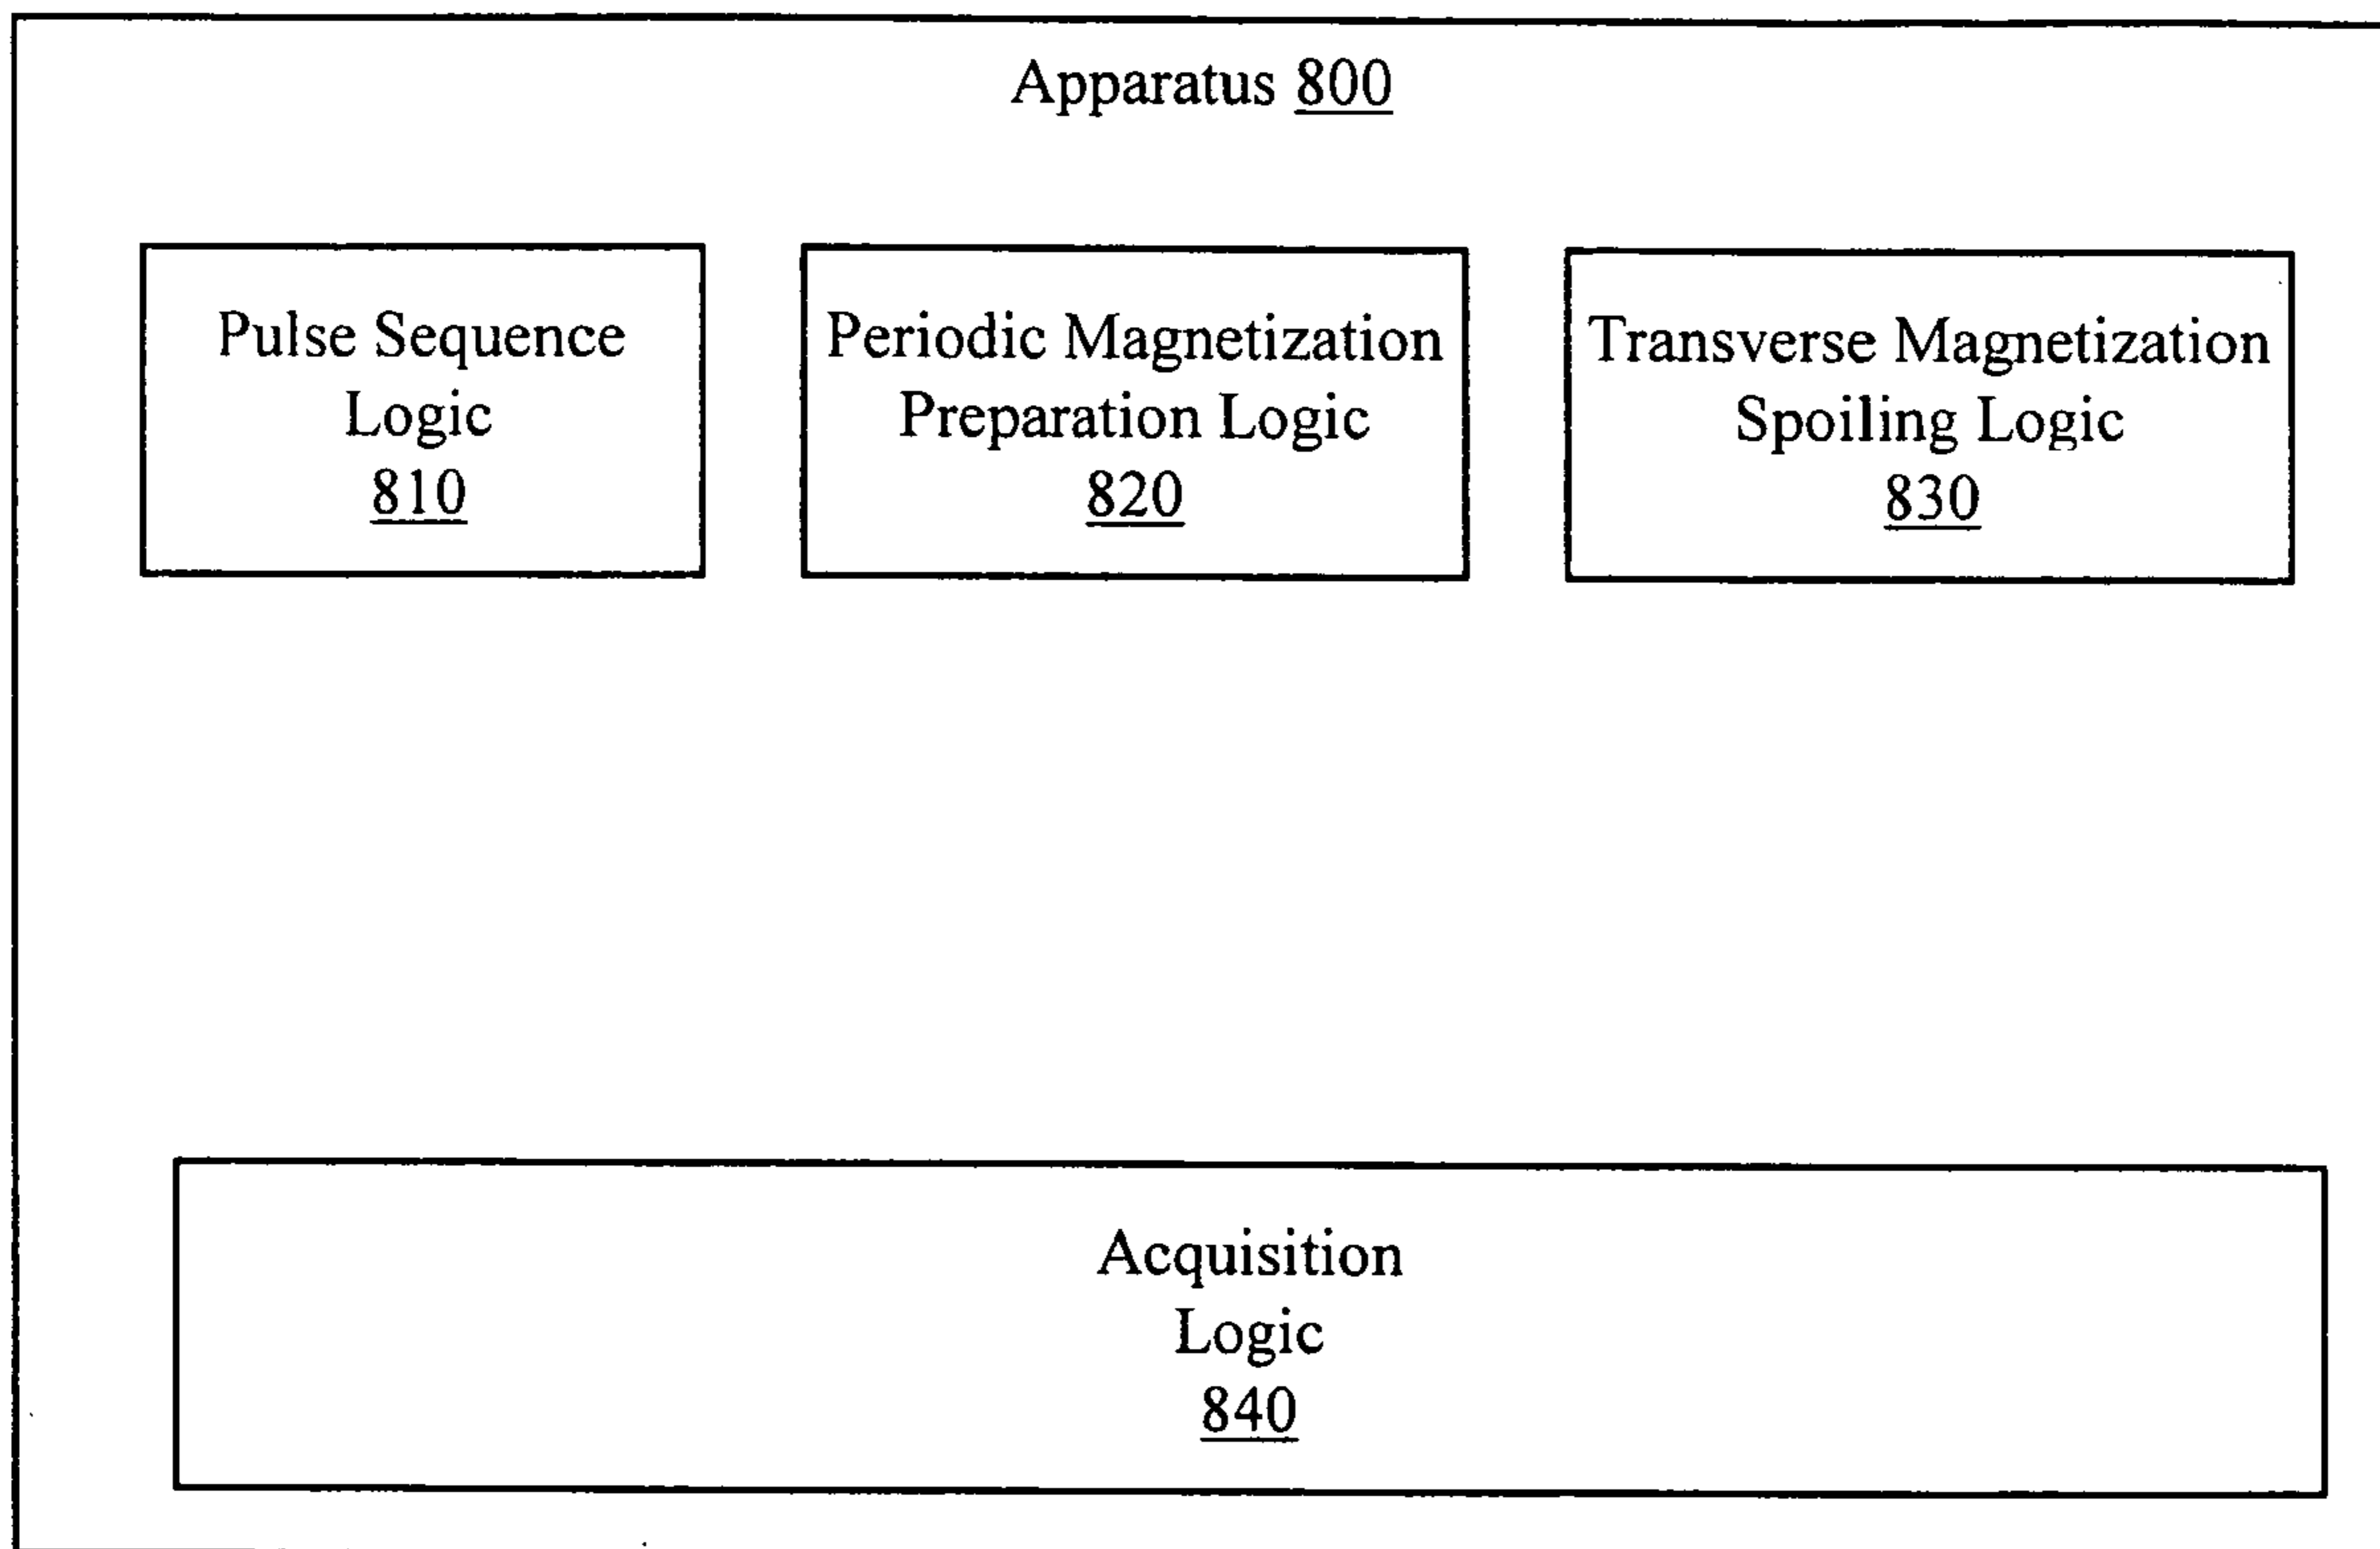 Apparatus 800
Pulse Sequence
Logic
810
Periodic Magnetization
Preparation Logic
820
Transverse Magnetization
Spoiling Logic
830
Acquisition
Logic
840